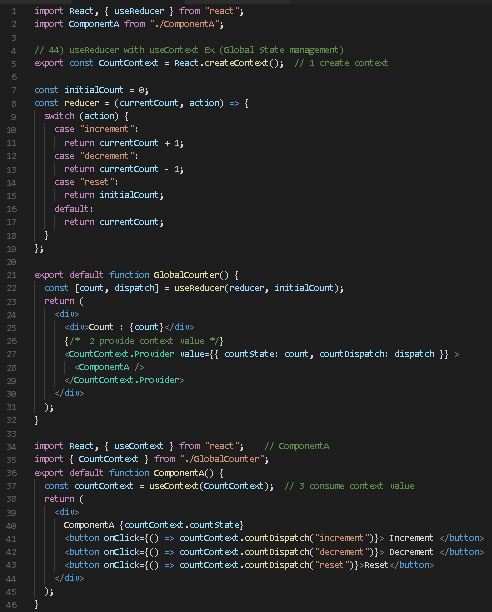 1 import React, { useReducer } from "react";
2 import ComponentA from "./ComponentA";
3
4 // 44) useReducer with useContext Ex (Global State management)
5 export const CountContext = React.createContext();  // 1 create context
6
7 const initialCount = 0;
8 const reducer = (currentCount, action) => {
9   switch (action) {
10     case "increment":
11       return currentCount + 1;
12     case "decrement":
13       return currentCount - 1;
14     case "reset":
15       return initialCount;
16     default:
17       return currentCount;
18   }
19 };
20
21 export default function GlobalCounter() {
22   const [count, dispatch] = useReducer(reducer, initialCount);
23   return (
24     <div>
25       <div>Count : {count}</div>
26       {/*  2 provide context value */}
27       <CountContext.Provider value={{ countState: count, countDispatch: dispatch }} >
28         <ComponentA />
29       </CountContext.Provider>
30     </div>
31   );
32 }
33
34 import React, { useContext } from "react";    // ComponentA
35 import { CountContext } from "./GlobalCounter";
36 export default function ComponentA() {
37   const countContext = useContext(CountContext);  // 3 consume context value
38   return (
39     <div>
40       ComponentA {countContext.countState}
41       <button onClick={() => countContext.countDispatch("increment")}> Increment </button>
42       <button onClick={() => countContext.countDispatch("decrement")}> Decrement </button>
43       <button onClick={() => countContext.countDispatch("reset")}>Reset</button>
44     </div>
45   );
46 }